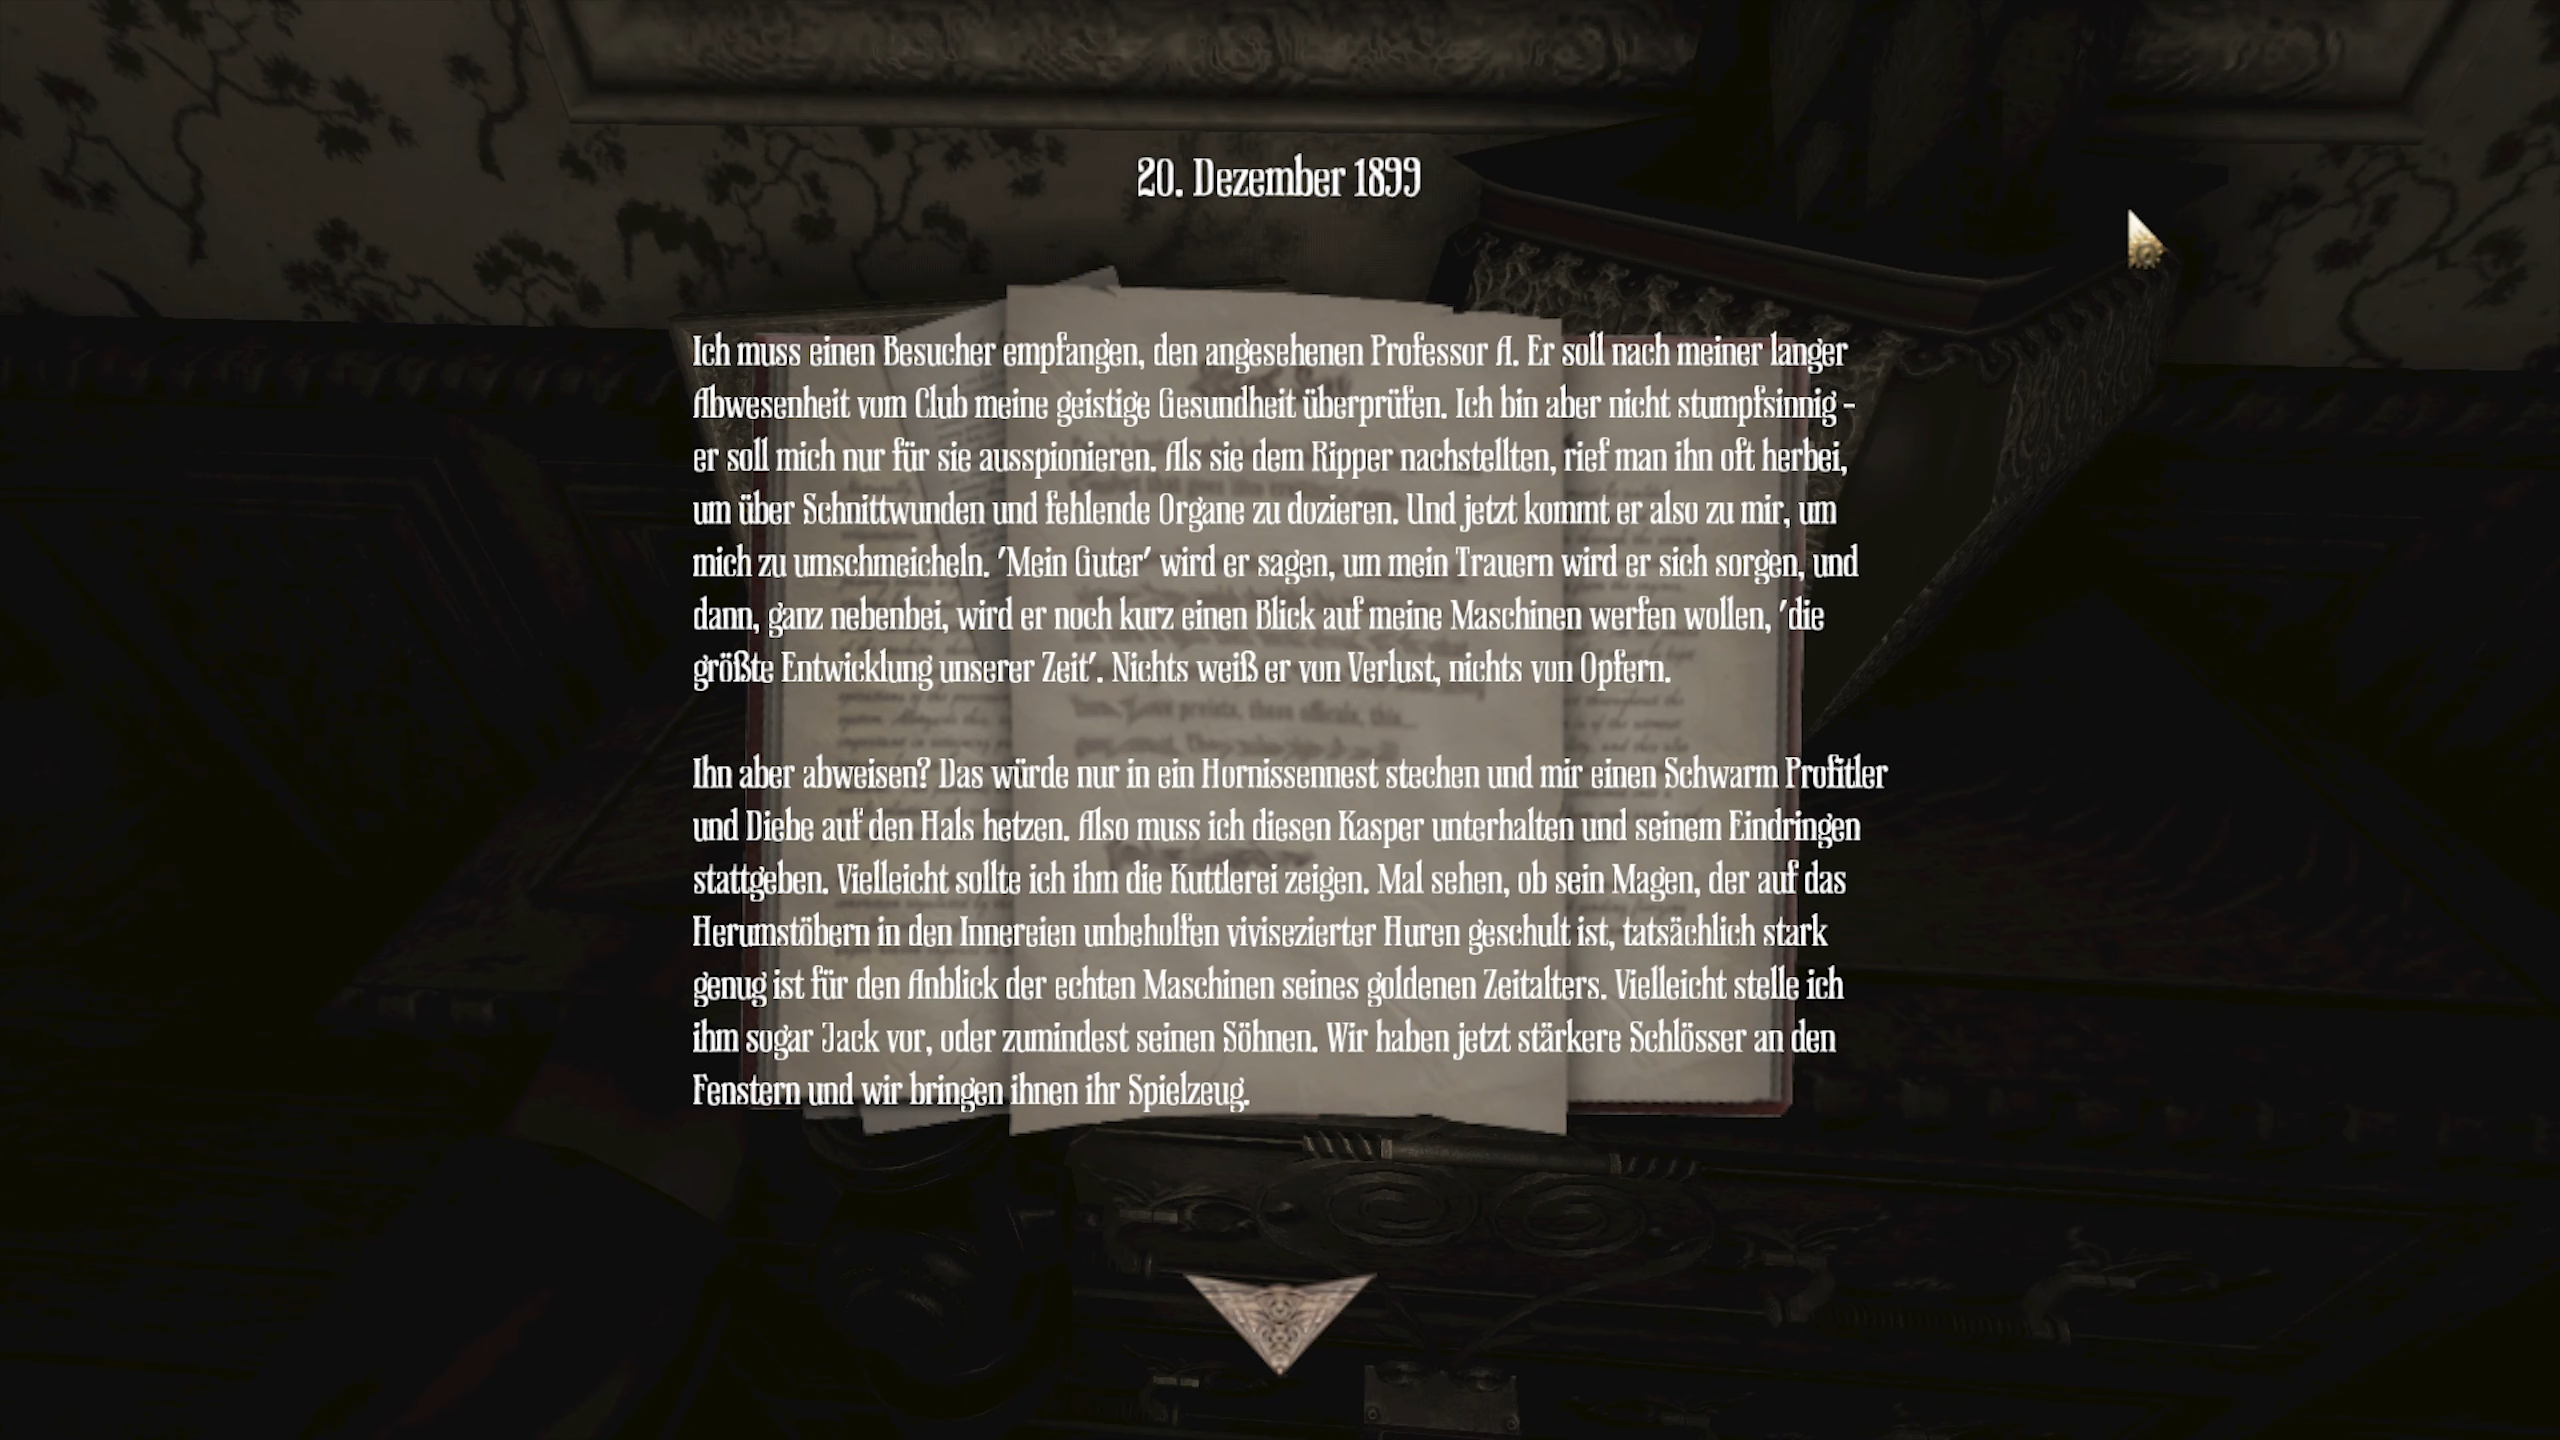 20. Dezember 1899
Ich muss einen Besucher empfangen, den angesehenen Professor A. Er soll nach meiner langer
Abwesenheit vom Club meine geistige Gesundheit überprüfen. Ich bin aber nicht stumpfsinnig -
er soll mich nur für sie ausspionieren. Als sie dem Ripper nachstellten, rief man ihn oft herbei,
um über Schnittwunden und fehlende Organe zu dozieren. Und jetzt kommt er also zu mir, um
mich zu umschmeicheln. 'Mein Guter' wird er sagen, um mein Trauern wird er sich sorgen, und
dann, ganz nebenbei, wird er noch kurz einen Blick auf meine Maschinen werfen wollen, 'die
größte Entwicklung unserer Zeit'. Nichts weiß er von Verlust, nichts von Opfern.
Ihn aber abweisen? Das würde nur in ein Hornissennest stechen und mir einen Schwarm Profitler
und Diebe auf den Hals hetzen. Also muss ich diesen Kasper unterhalten und seinem Eindringen
stattgeben. Vielleicht sollte ich ihm die Kuttlerei zeigen. Mal sehen, ob sein Magen, der auf das
Herumstöbern in den Innereien unbeholfen vivisezierter Huren geschult ist, tatsächlich stark
genug ist für den Anblick der echten Maschinen seines goldenen Zeitalters. Vielleicht stelle ich
ihm sogar Jack vor, oder zumindest seinen Söhnen. Wir haben jetzt stärkere Schlösser an den
Fenstern und wir bringen ihnen ihr Spielzeug.